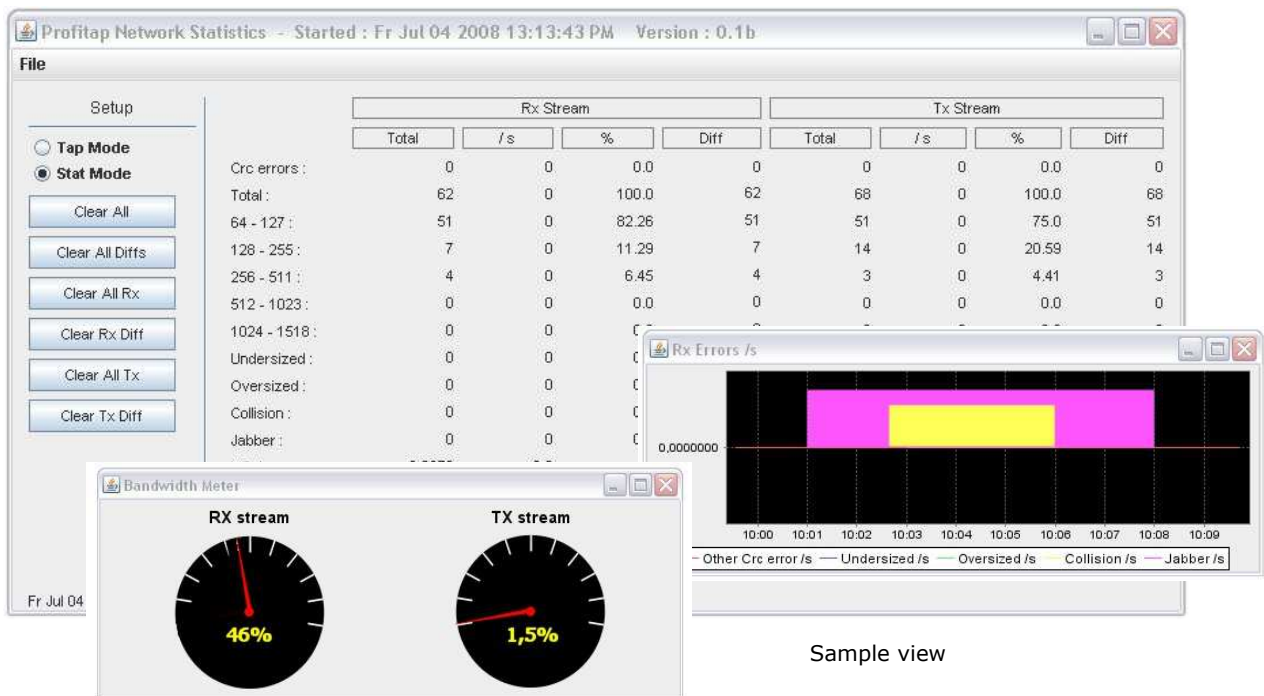 Profitap Network Statistics - Started : Fr Jul 04 2008 13:13:43 PM Version : 0.1b
File
Setup
Tap Mode
Stat Mode
Clear All
Clear All Diffs
Clear All Rx
Clear Rx Diff
Clear All Tx
Clear Tx Diff
Rx Stream Tx Stream
Total / s % Diff Total / s % Diff
Crc errors : 0 0 0.0 0 0 0 0.0 0
Total : 62 0 100.0 62 68 0 100.0 68
64 - 127 : 51 0 82.26 51 51 0 75.0 51
128 - 255 : 7 0 11.29 7 14 0 20.59 14
256 - 511 : 4 0 6.45 4 3 0 4.41 3
512 - 1023 : 0 0 0.0 0 0 0 0.0 0
1024 - 1518 : 0 0
Undersized : 0 0
Oversized : 0 0
Collision : 0 0
Jabber : 0 0
Fr Jul 04
Rx Errors /s
0,0000000
10:00 10:01 10:02 10:03 10:04 10:05 10:06 10:07 10:08 10:09
Other Crc error /s Undersized /s Oversized /s Collision /s Jabber /s
Bandwidth Meter
RX stream TX stream
46% 1,5%
Sample view